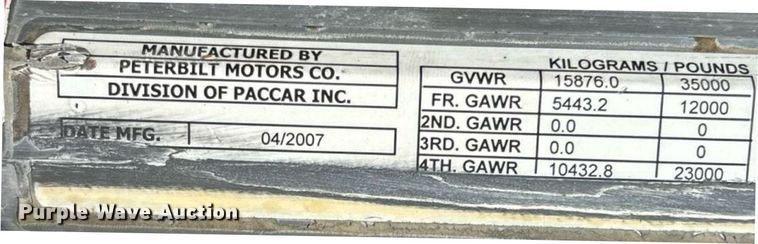 MANUFACTURED BY
PETERBILT MOTORS CO.
DIVISION OF PACCAR INC.
DATE MFG. 04/2007
KILOGRAMS / POUNDS
GVWR 15876.0 35000
FR. GAWR 5443.2 12000
2ND. GAWR 0.0 0
3RD. GAWR 0.0 0
4TH. GAWR 10432.8 23000
Purple Wave Auction